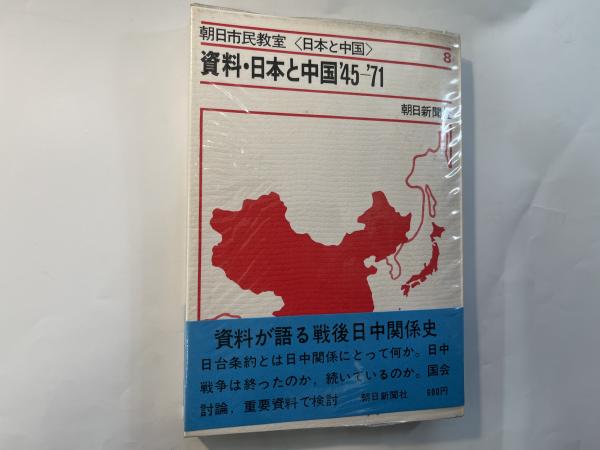 朝日市民教室〈日本と中国〉 8
資料・日本と中国'45—'71
朝日新聞社
資料が語る戦後日中関係史
日台条約とは日中関係にとって何か。日中
戦争は終ったのか，続いているのか。国会
討論，重要資料で検討 朝日新聞社 600円